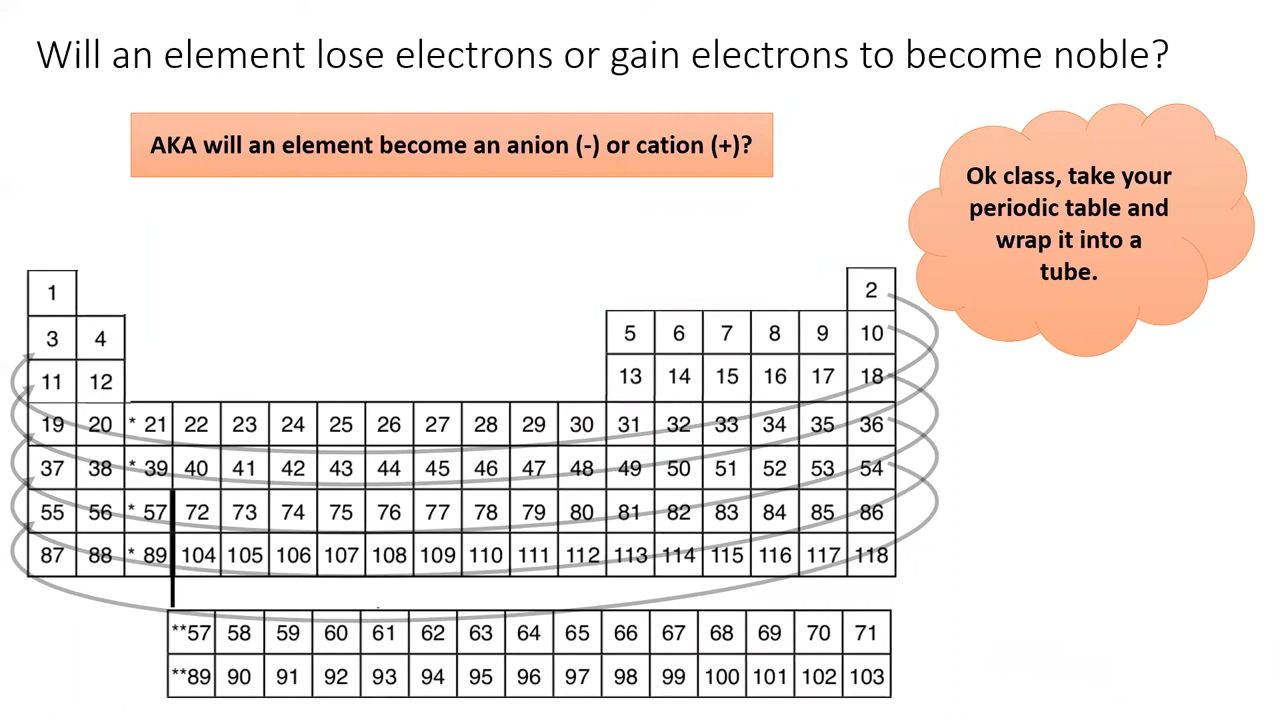 Will an element lose electrons or gain electrons to become noble?
AKA will an element become an anion (-) or cation (+)?
Ok class, take your
periodic table and
wrap it into a
tube.
1 2
3 4 5 6 7 8 9 10
11 12 13 14 15 16 17 18
19 20 * 21 22 23 24 25 26 27 28 29 30 31 32 33 34 35 36
37 38 * 39 40 41 42 43 44 45 46 47 48 49 50 51 52 53 54
55 56 * 57 72 73 74 75 76 77 78 79 80 81 82 83 84 85 86
87 88 * 89 104 105 106 107 108 109 110 111 112 113 114 115 116 117 118
**57 58 59 60 61 62 63 64 65 66 67 68 69 70 71
**89 90 91 92 93 94 95 96 97 98 99 100 101 102 103